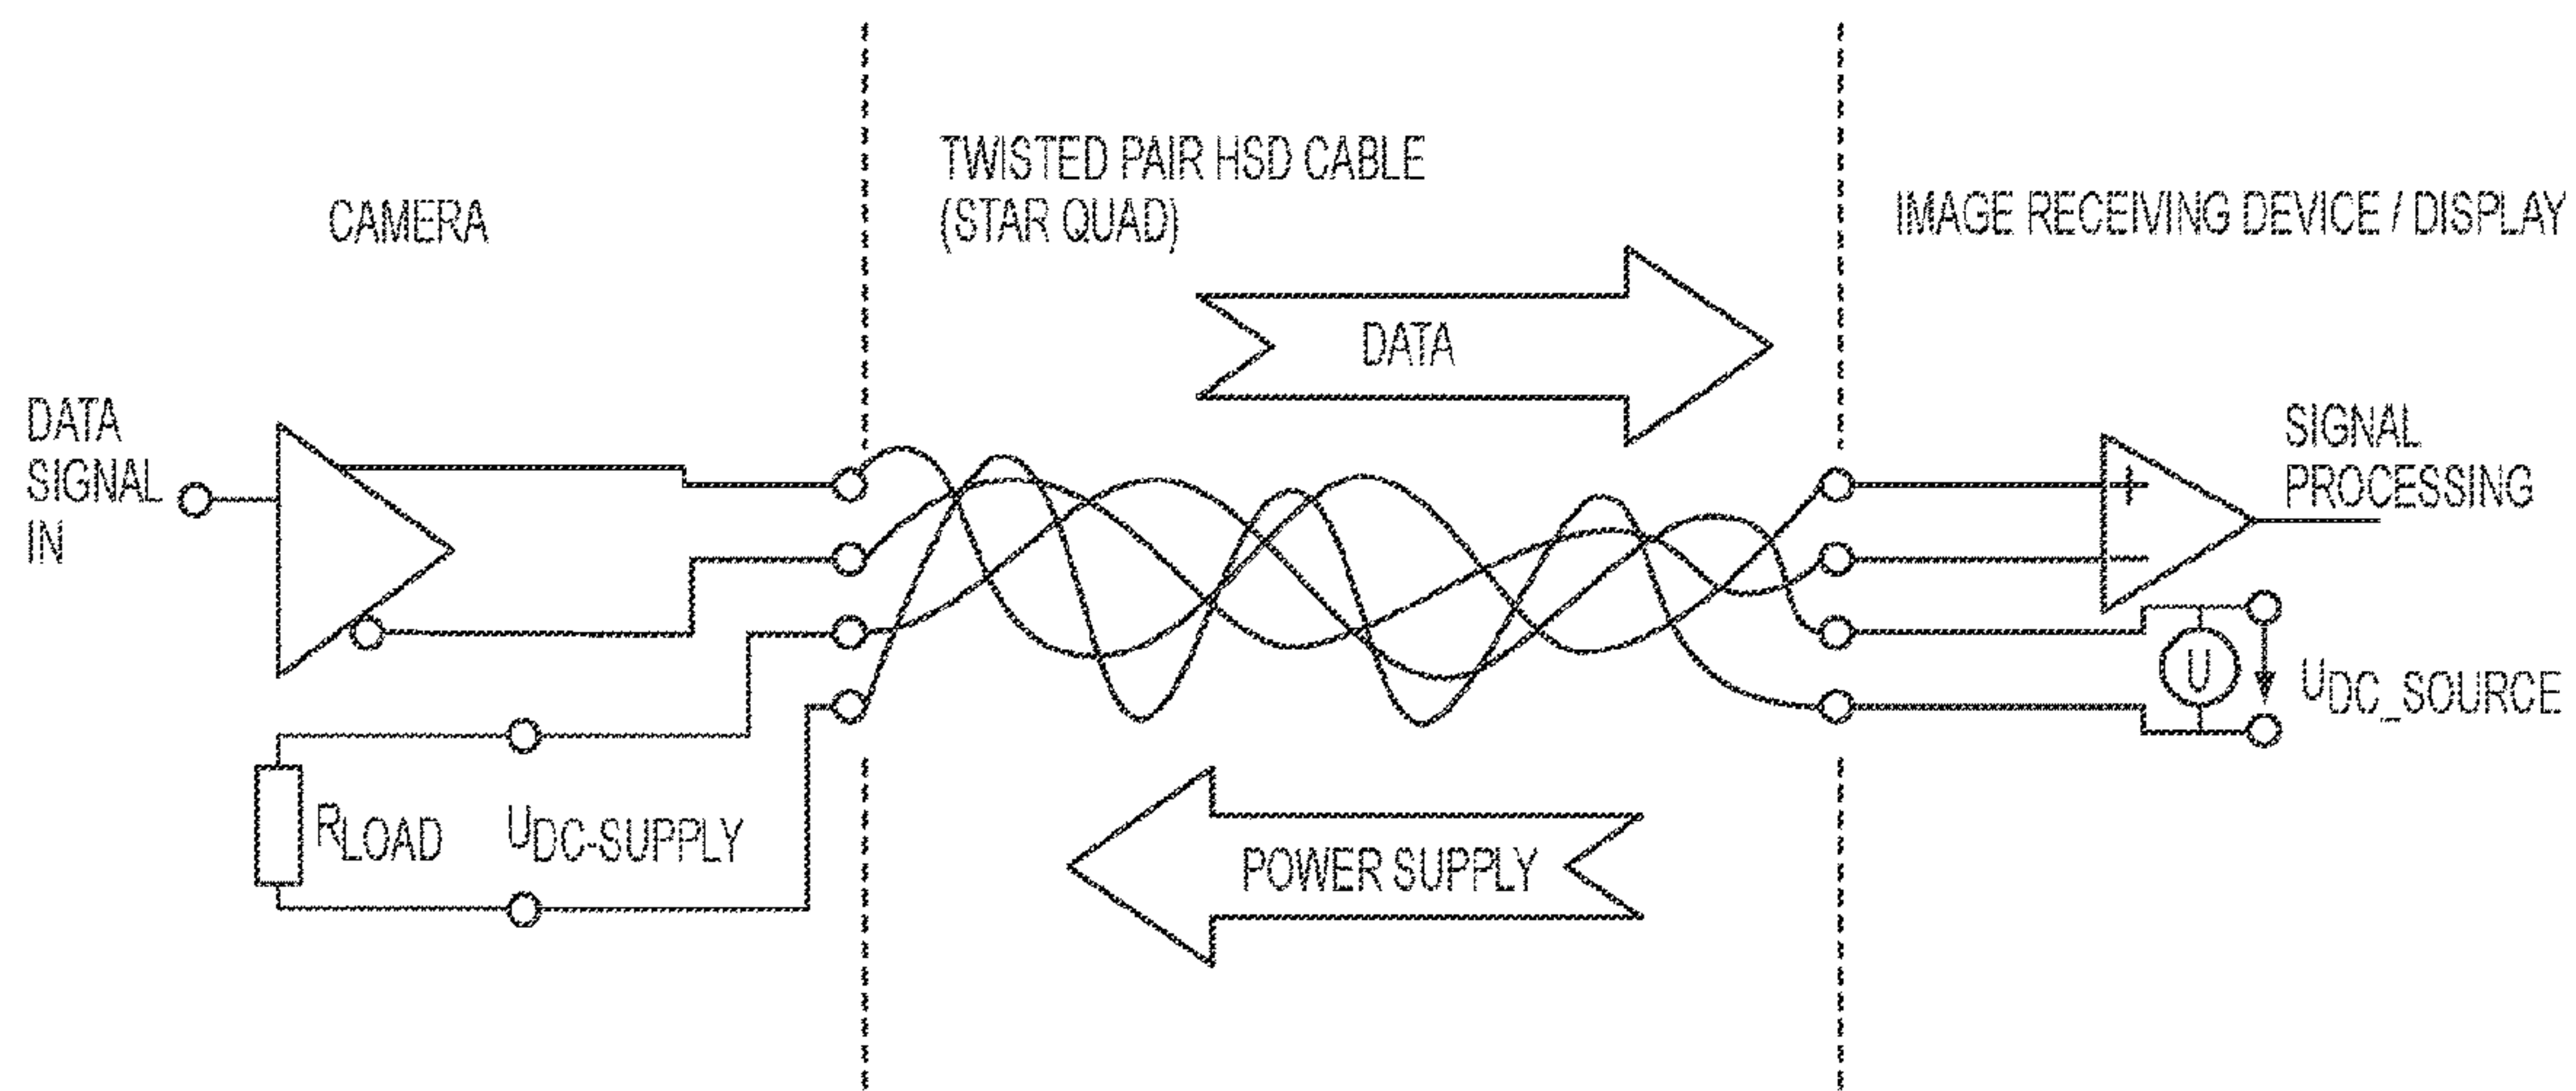 TWISTED PAIR HSD CABLE
(STAR QUAD)
CAMERA
IMAGE RECEIVING DEVICE / DISPLAY
DATA
DATA
SIGNAL
IN
SIGNAL
PROCESSING
+
−
U
UDC_SOURCE
RLOAD
UDC-SUPPLY
POWER SUPPLY